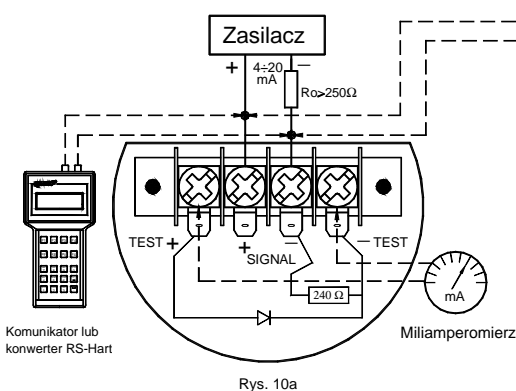 Zasilacz
+ 4÷20 –
mA
Ro>250Ω
TEST + + – – TEST
SIGNAL
240 Ω
mA
Komunikator lub
konwerter RS-Hart
Miliamperomierz
Rys. 10a